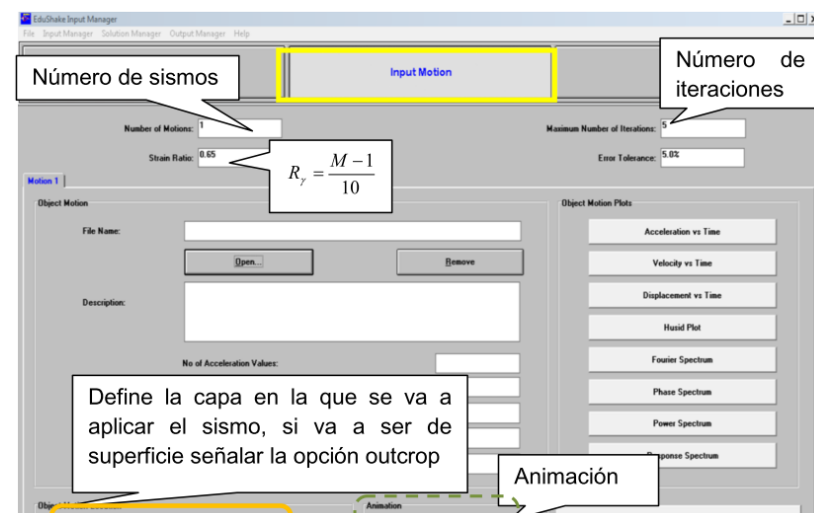 EduShake Input Manager
File Input Manager Solution Manager Output Manager Help
Número de sismos
Input Motion
Número de
iteraciones
Number of Motions: 1
Maximum Number of Iterations: 5
Strain Ratio: 0.65
Error Tolerance: 5.0%
R_γ = (M − 1) / 10
Motion 1
Object Motion
Object Motion Plots
File Name:
Acceleration vs Time
Open...
Remove
Velocity vs Time
Description:
Displacement vs Time
Husid Plot
No of Acceleration Values:
Fourier Spectrum
Phase Spectrum
Power Spectrum
Spectrum
Define la capa en la que se va a
aplicar el sismo, si va a ser de
superficie señalar la opción outcrop
Animación
Animation